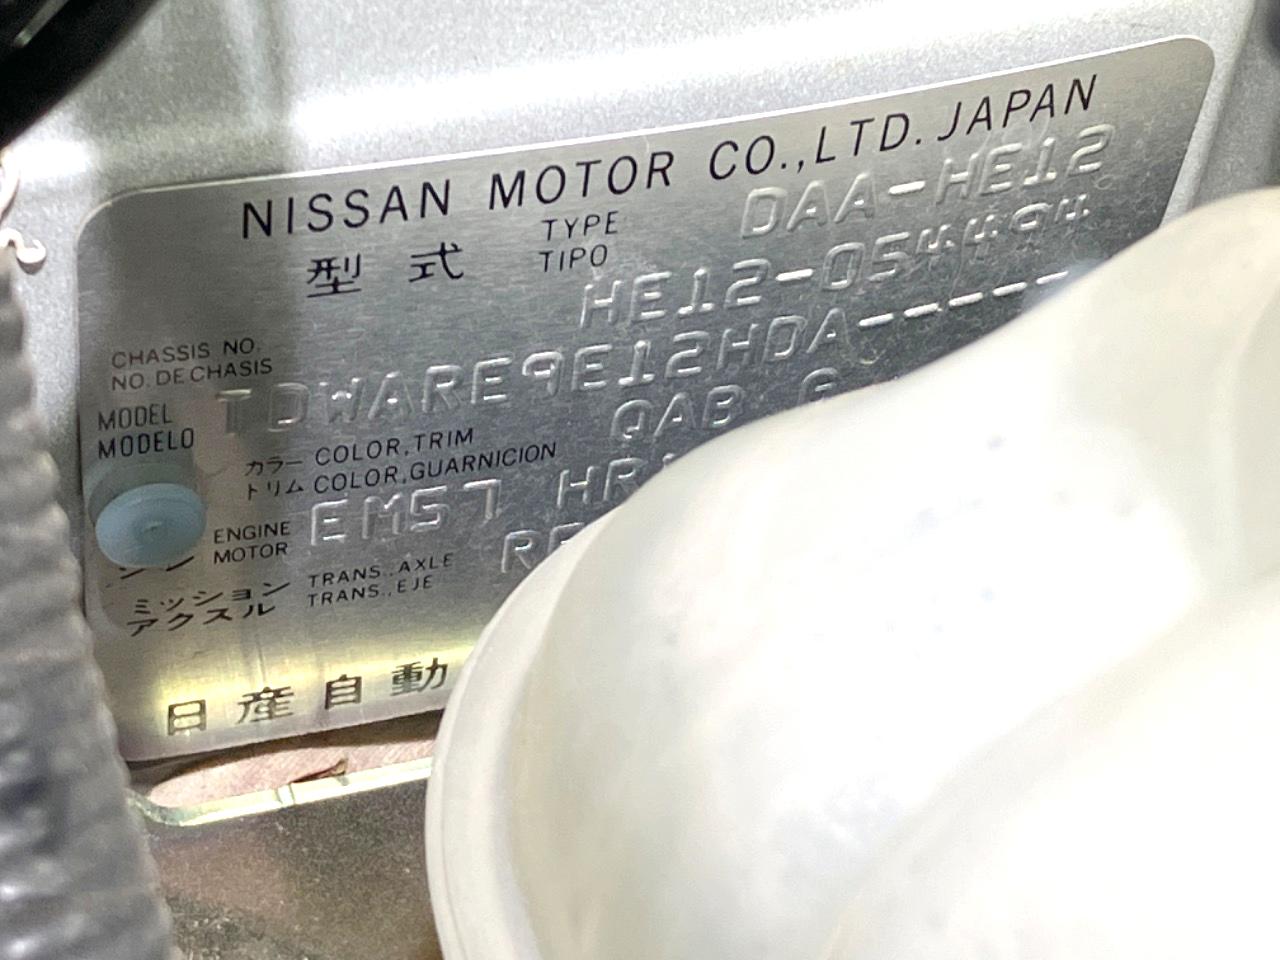 NISSAN MOTOR CO.,LTD. JAPAN
型式 TYPE TIPO DAA-HE12
CHASSIS NO.
NO. DE CHASIS
HE12-054494
MODEL
MODELO
TDWARE9E12HDA-----
カラー COLOR,TRIM
トリム COLOR,GUARNICION
QAB G
ENGINE
MOTOR
EM57 HR
ミッション TRANS., AXLE
アクスル TRANS., EJE
日産自動